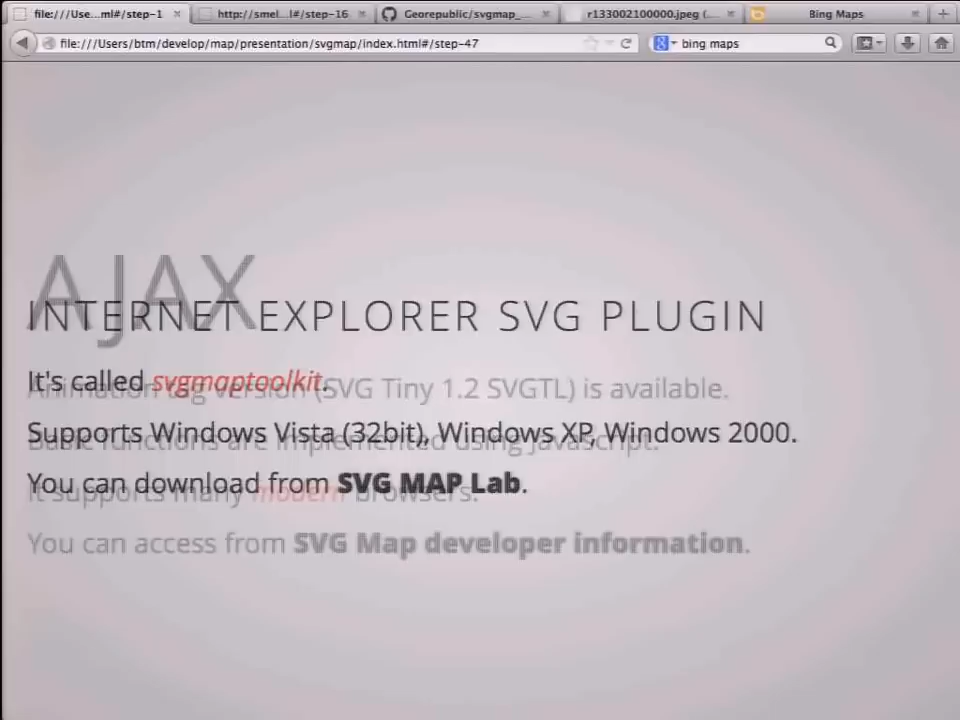 file:///Use...ml#/step-1
http://smel...l#/step-16
Georepublic/svgmap_...
r133002100000.jpeg (...
Bing Maps
file:///Users/btm/develop/map/presentation/svgmap/index.html#/step-47
bing maps
AJAX
INTERNET EXPLORER SVG PLUGIN
It's called svgmaptoolkit.
Animation tag version (SVG Tiny 1.2 SVGTL) is available.
Supports Windows Vista (32bit), Windows XP, Windows 2000.
Basic functions are implemented using JavaScript.
You can download from SVG MAP Lab.
It supports many modern browsers.
You can access from SVG Map developer information.